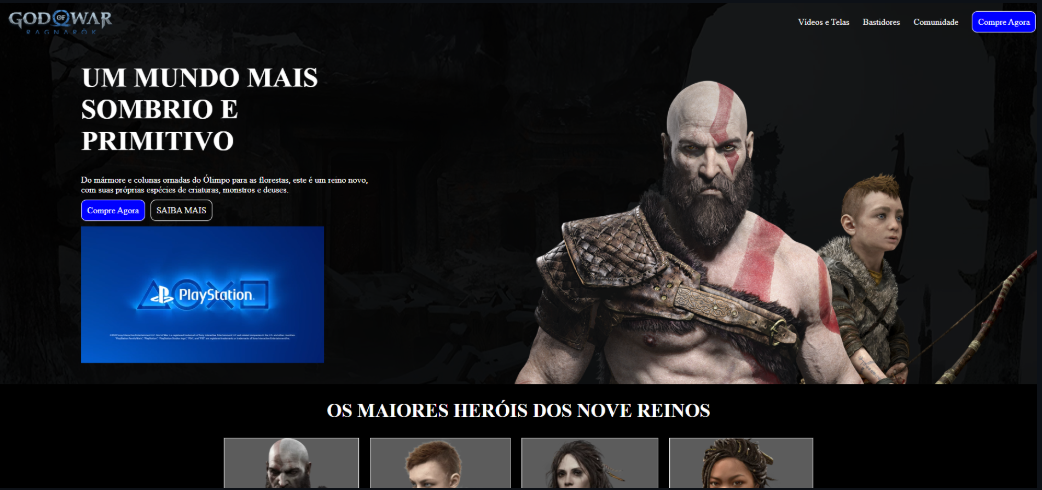 GOD OF WAR
RAGNARÖK
Vídeos e Telas
Bastidores
Comunidade
Compre Agora
UM MUNDO MAIS
SOMBRIO E
PRIMITIVO
Do mármore e colunas ornadas do Ólimpo para as florestas, este é um reino novo,
com suas próprias espécies de criaturas, monstros e deuses.
Compre Agora
SAIBA MAIS
PlayStation
OS MAIORES HERÓIS DOS NOVE REINOS